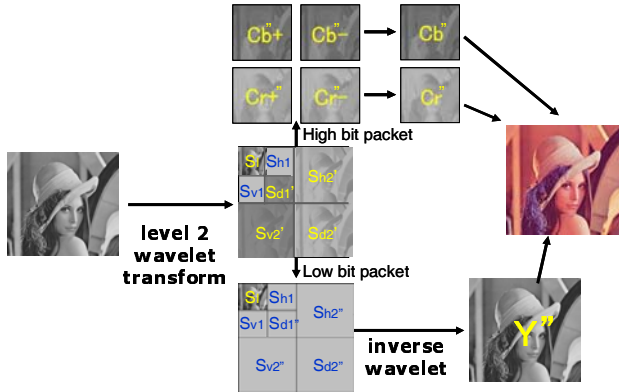 Cb"+ Cb"- Cb"
Cr+" Cr-" Cr"
High bit packet
Sl Sh1 Sh2'
Sv1 Sd1'
Sv2' Sd2'
level 2
wavelet
transform
Low bit packet
Sl Sh1 Sh2"
Sv1 Sd1"
Sv2" Sd2"
inverse
wavelet
Y"